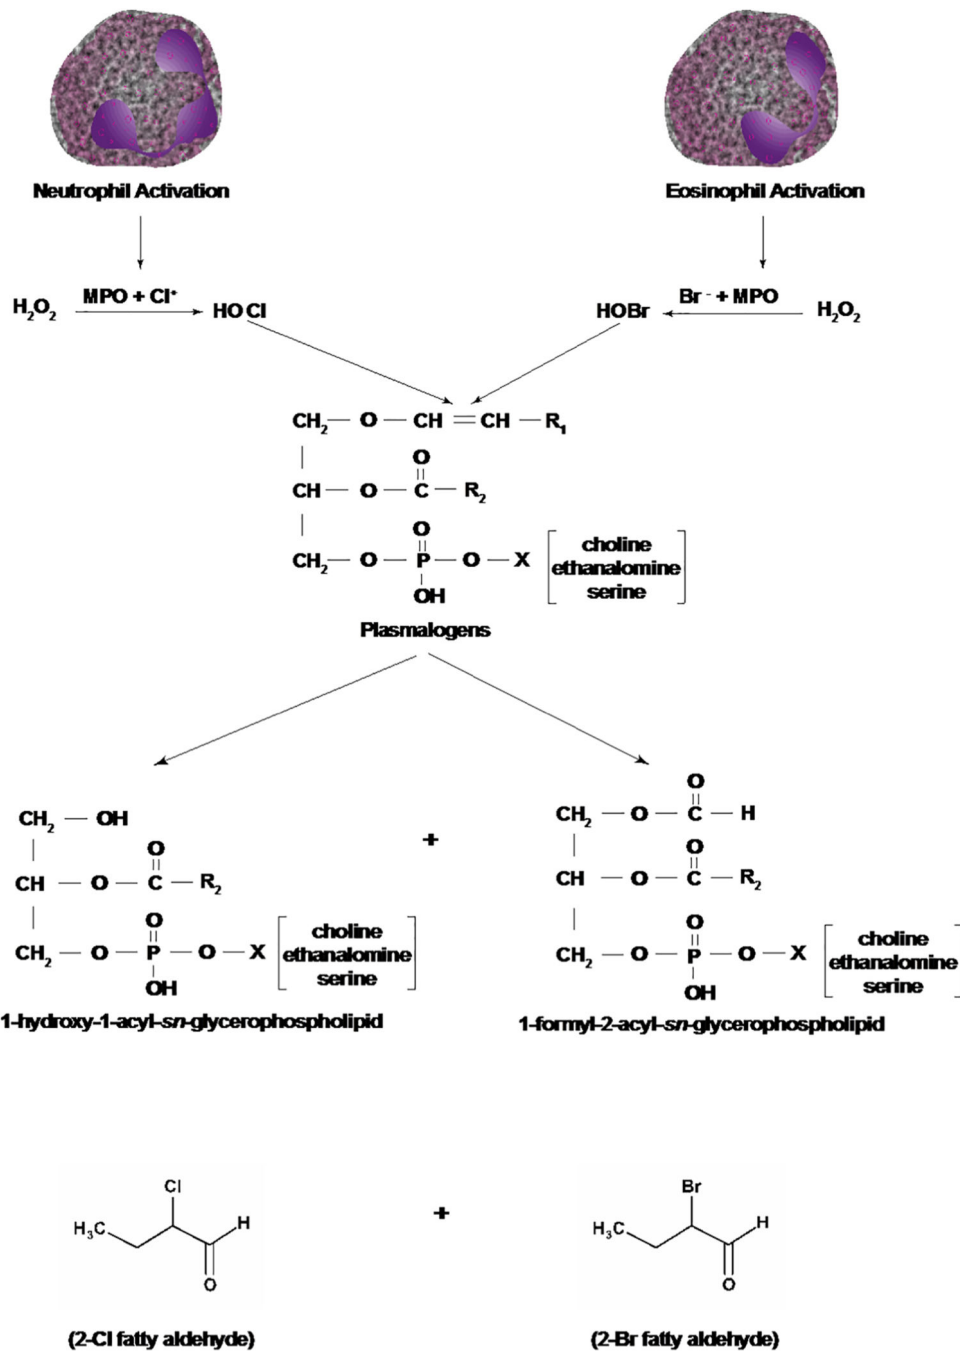 Neutrophil Activation
Eosinophil Activation
H2O2
MPO + Cl+
HOCl
HOBr
Br - + MPO
H2O2
CH2 — O — CH = CH — R1
O
CH — O — C — R2
O
CH2 — O — P — O — X
OH
choline
ethanalomine
serine
Plasmalogens
CH2 — OH
O
CH — O — C — R2
O
CH2 — O — P — O — X
OH
choline
ethanalomine
serine
1-hydroxy-1-acyl-sn-glycerophospholipid
+
O
CH2 — O — C — H
O
CH — O — C — R2
O
CH2 — O — P — O — X
OH
choline
ethanalomine
serine
1-formyl-2-acyl-sn-glycerophospholipid
Cl
H3C
H
O
(2-Cl fatty aldehyde)
+
Br
H3C
H
O
(2-Br fatty aldehyde)